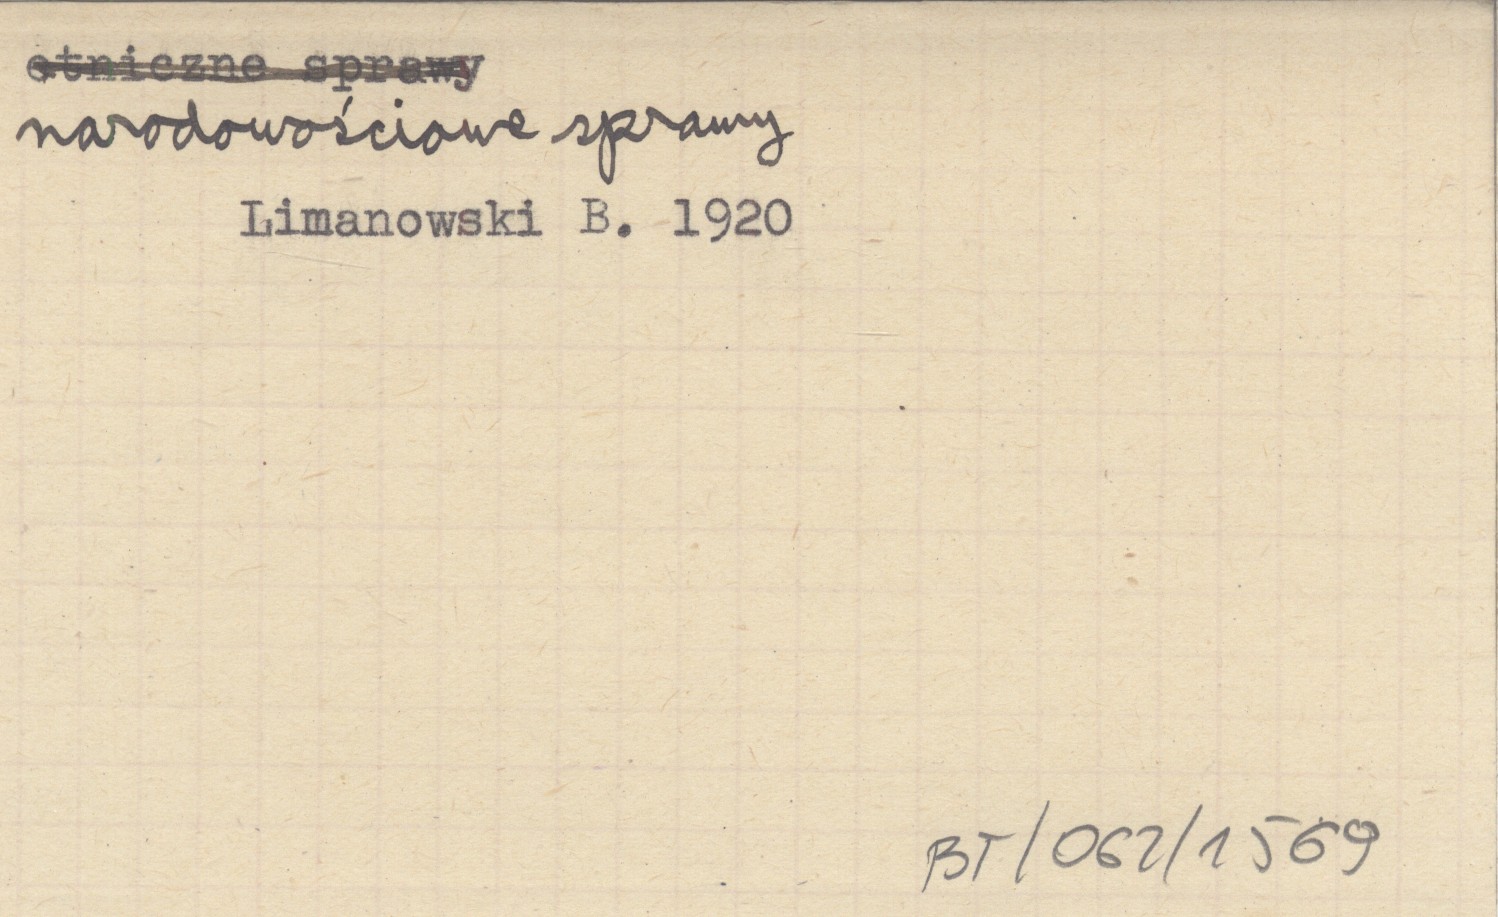 etniczne sprawy
narodowościowe sprawy
Limanowski B. 1920
BT/062/1569